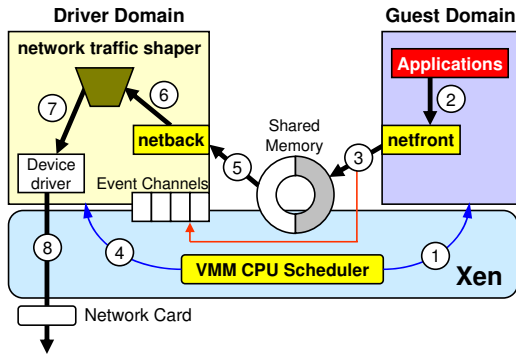 Driver Domain
Guest Domain
network traffic shaper
Applications
7
6
2
netback
Shared
Memory
3
netfront
5
Device
driver
Event Channels
8
4
VMM CPU Scheduler
1
Xen
Network Card